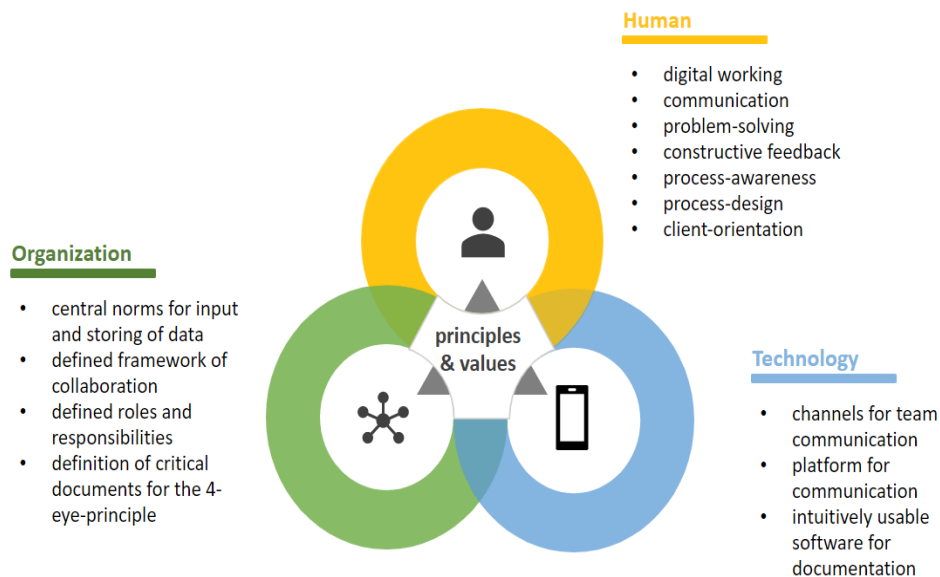 Human
• digital working
• communication
• problem-solving
• constructive feedback
• process-awareness
• process-design
• client-orientation
Organization
• central norms for input
and storing of data
• defined framework of
collaboration
• defined roles and
responsibilities
• definition of critical
documents for the 4-
eye-principle
principles
& values
Technology
• channels for team
communication
• platform for
communication
• intuitively usable
software for
documentation